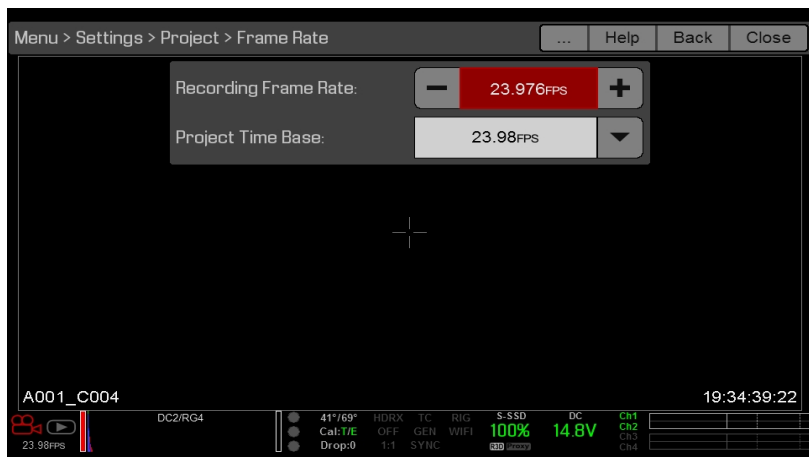 Menu > Settings > Project > Frame Rate ... Help Back Close
Recording Frame Rate: − 23.976FPS +
Project Time Base: 23.98FPS
A001_C004 19:34:39:22
DC2/RG4 41°/69° HDRX TC RIG S-SSD DC Ch1
Cal:T/E OFF GEN WIFI 100% 14.8V Ch2
Ch3
23.98FPS Drop:0 1:1 SYNC R3D Proxy Ch4